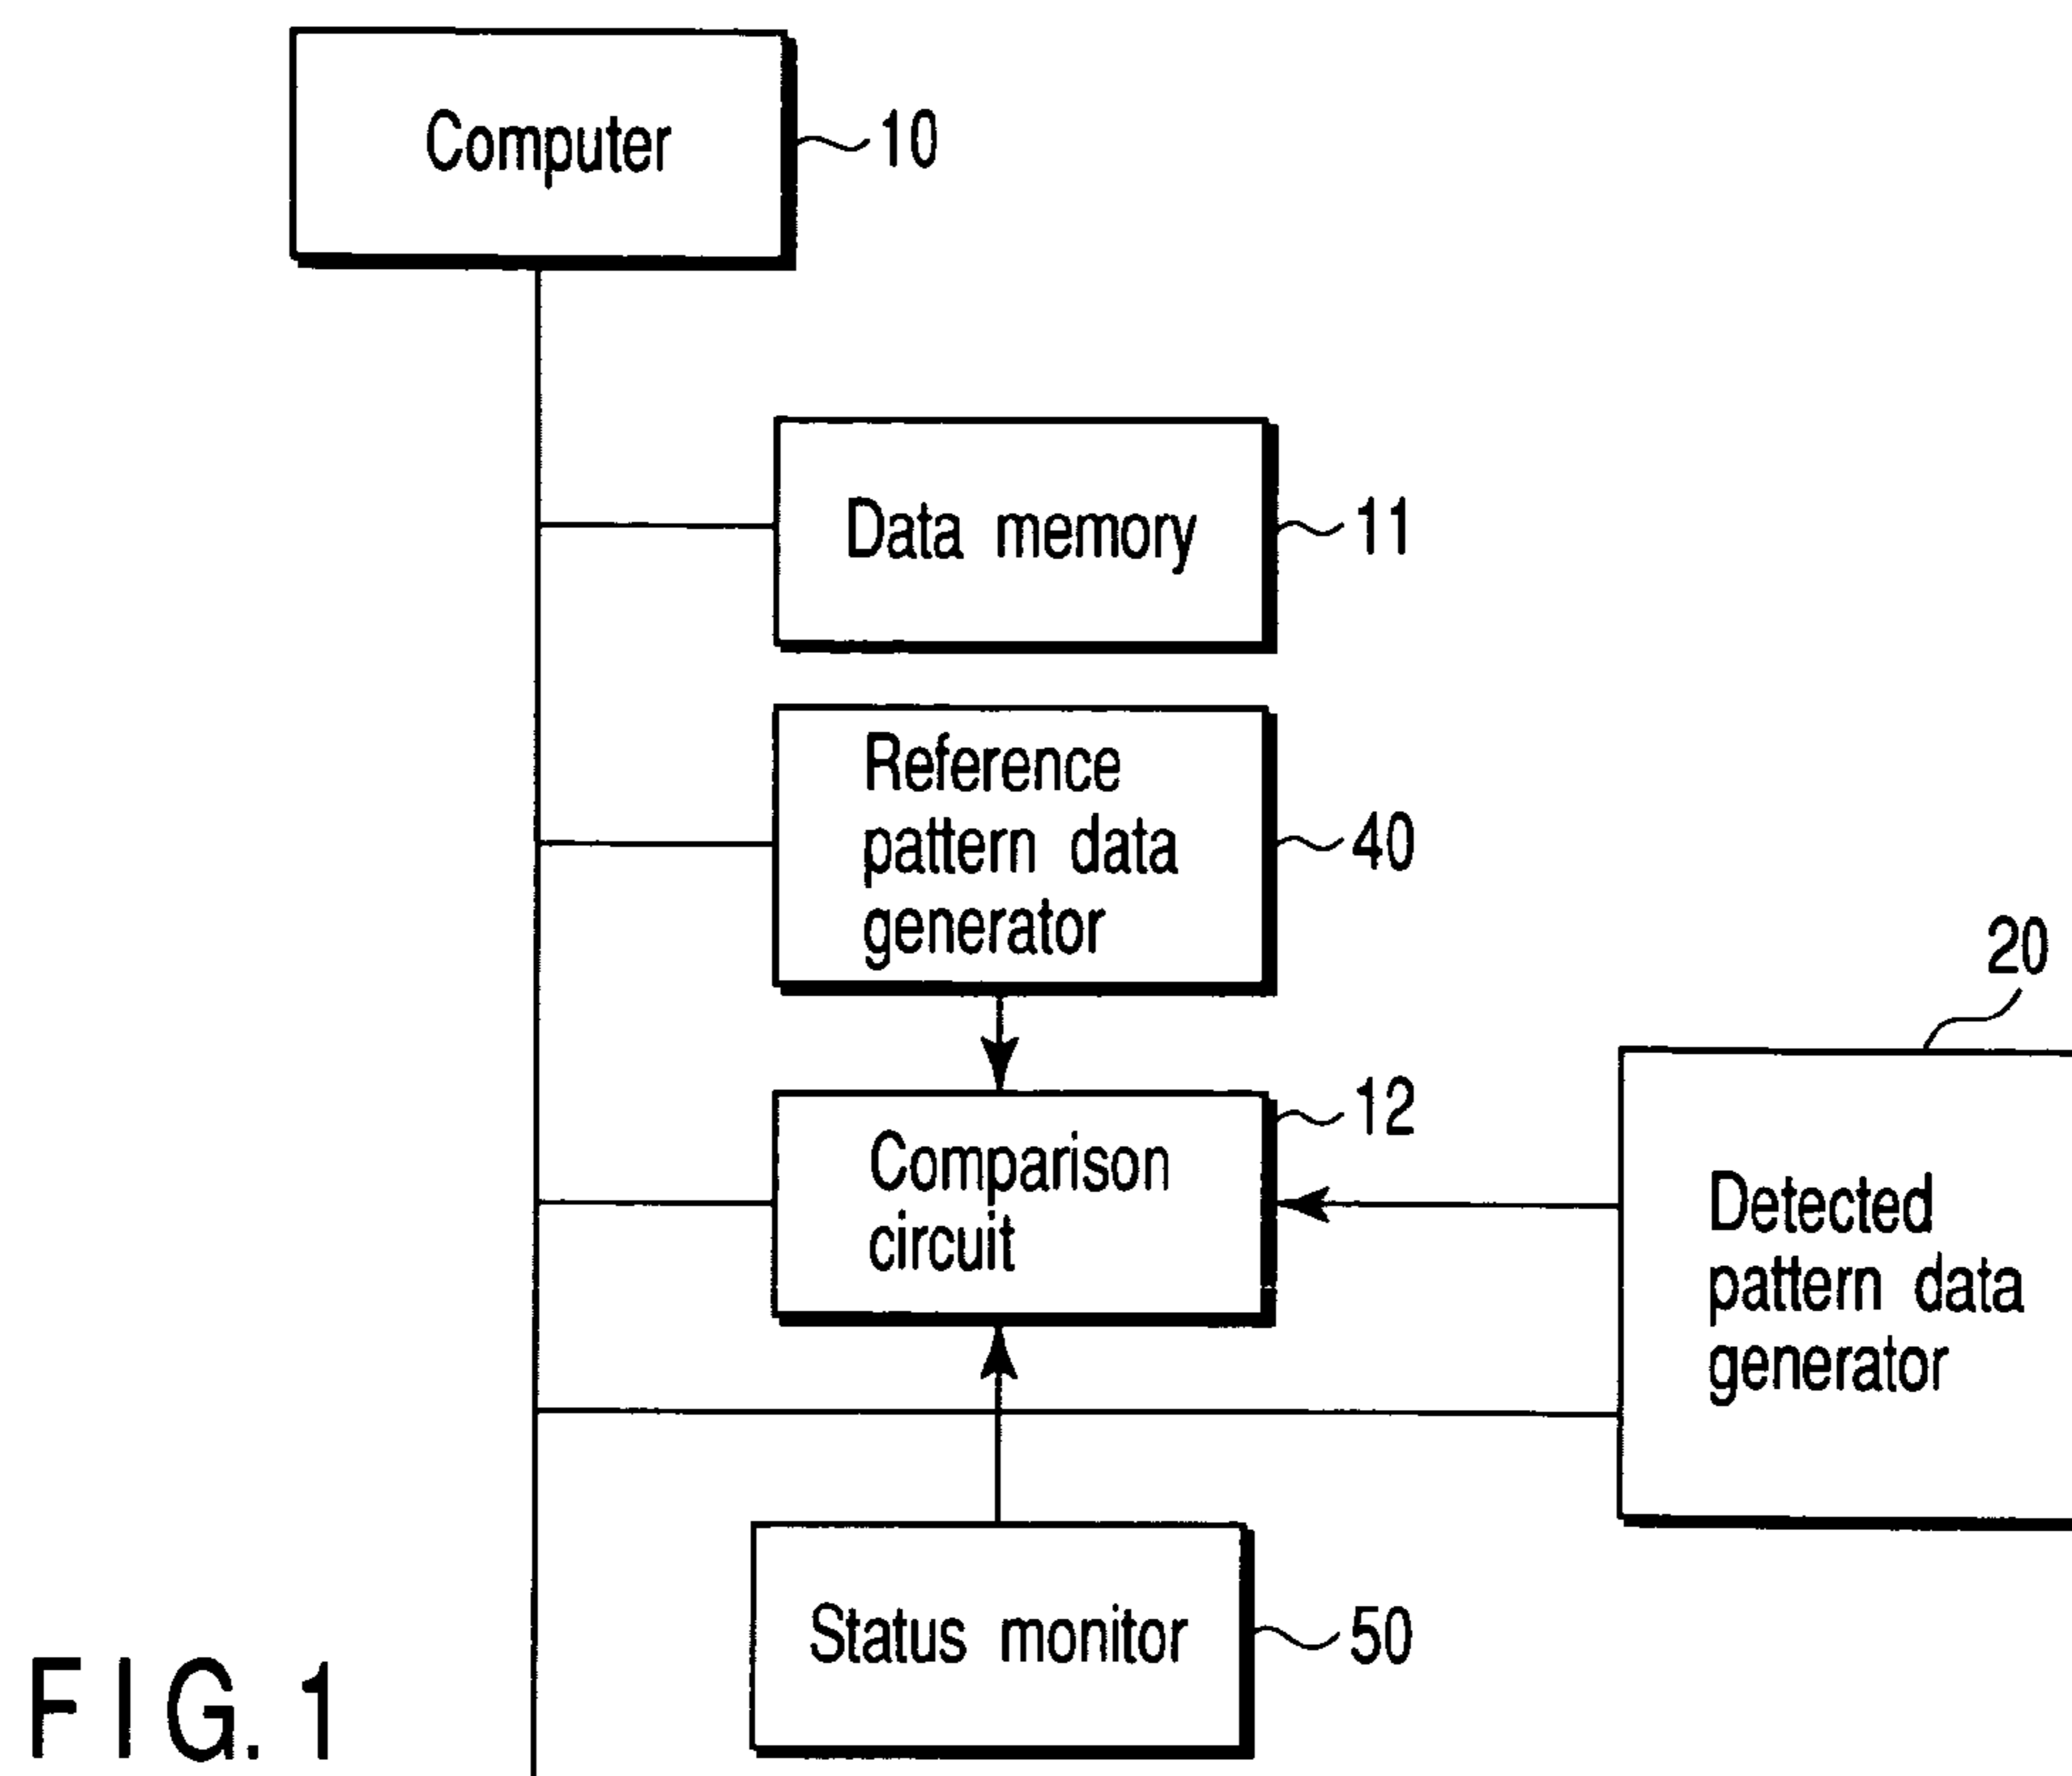 Computer
10
Data memory
11
Reference
pattern data
generator
40
20
12
Comparison
circuit
Detected
pattern data
generator
Status monitor
50
FIG. 1